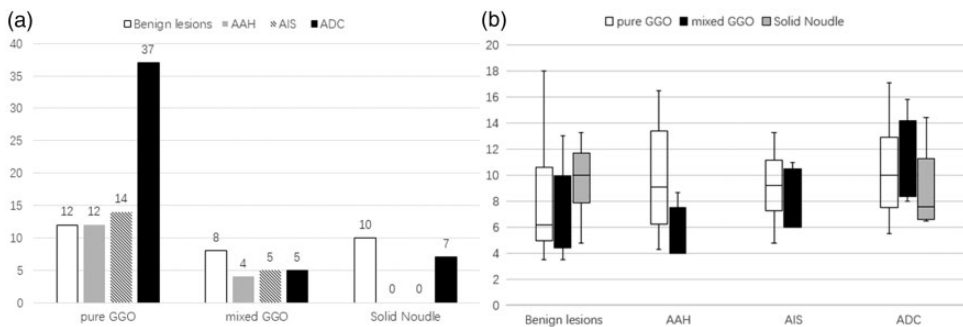 (a)
Benign lesions AAH AIS ADC
40
35
30
25
20
15
10
5
0
12 12 14 37
8 4 5 5
10 0 0 7
pure GGO mixed GGO Solid Noudle
(b)
pure GGO mixed GGO Solid Noudle
20
18
16
14
12
10
8
6
4
2
0
Benign lesions AAH AIS ADC